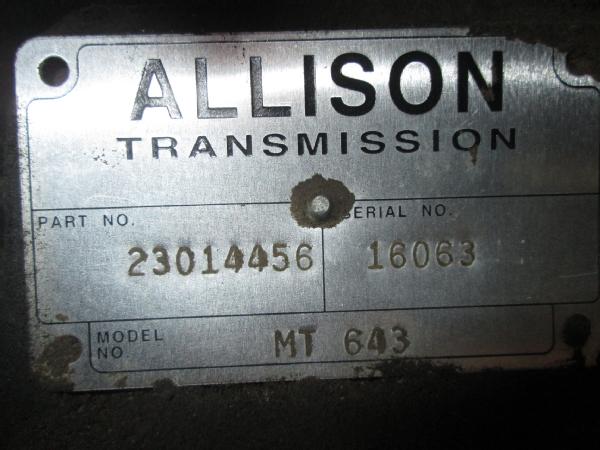 ALLISON
TRANSMISSION
PART NO. SERIAL NO.
23014456 16063
MODEL NO MT 643